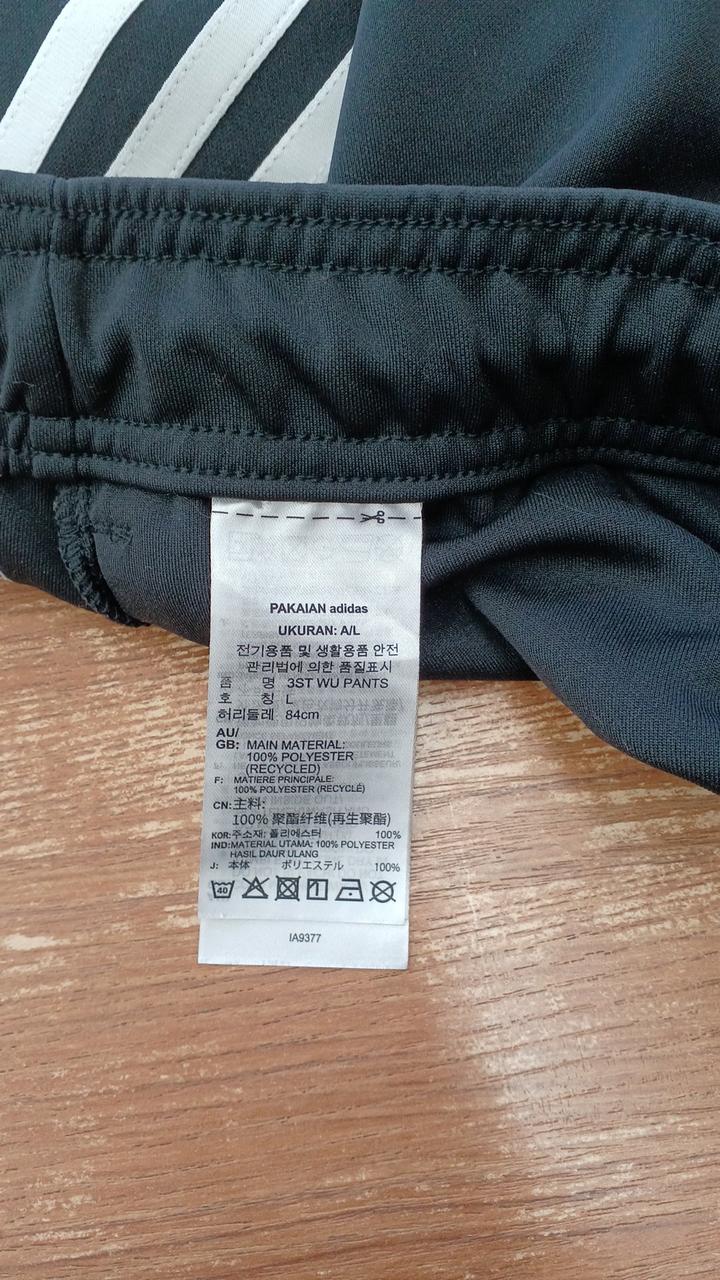 PAKAIAN adidas
UKURAN: A/L
전기용품 및 생활용품 안전
관리법에 의한 품질표시
품 명 3ST WU PANTS
호 칭 L
허리둘레 84cm
AU/
GB: MAIN MATERIAL:
100% POLYESTER
(RECYCLED)
F: MATIERE PRINCIPALE:
100% POLYESTER (RECYCLÉ)
CN:主料:
100% 聚酯纤维(再生聚酯)
KOR:주소재: 폴리에스터 100%
IND:MATERIAL UTAMA: 100% POLYESTER
HASIL DAUR ULANG
J: 本体 ポリエステル 100%
40
IA9377